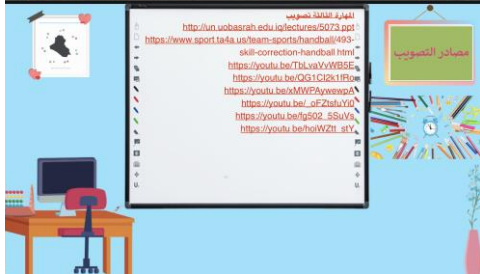 المهارة الثالثة تصويب
http://un.uobasrah.edu.iq/lectures/5073.ppt
https://www.sport.ta4a.us/team-sports/handball/493-
skill-correction-handball.html
https://youtu.be/TbLvaVvWB5E
https://youtu.be/QG1CI2k1fRo
https://youtu.be/xMWPAywewpA
https://youtu.be/_oFZtsfuYi0
https://youtu.be/fg502_5SuVs
https://youtu.be/hoiWZtt_stY
مصادر التصويب